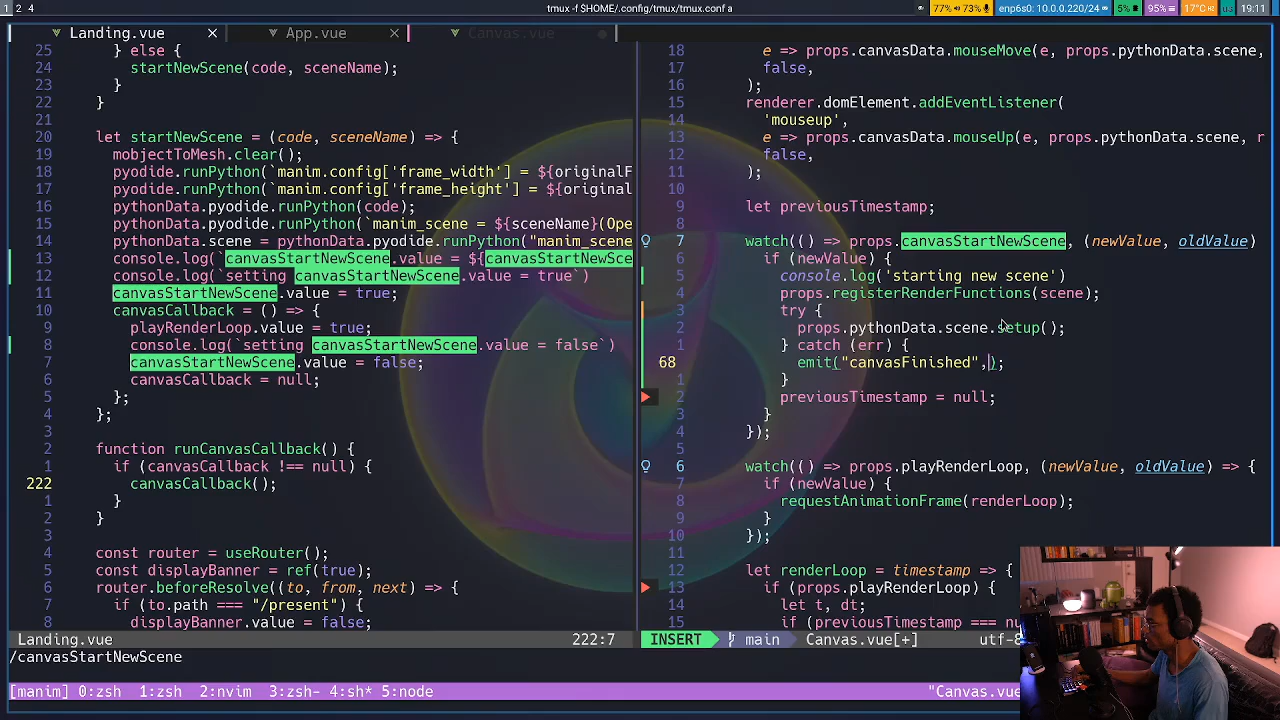 1 2 4
tmux -f $HOME/.config/tmux/tmux.conf a
77% 73% enp6s0: 10.0.0.220/24 5% 95% 17°C us 19:11
Landing.vue × App.vue × Canvas.vue
25 } else {
24 startNewScene(code, sceneName);
23 }
22 }
21
20 let startNewScene = (code, sceneName) => {
19 mobjectToMesh.clear();
18 pyodide.runPython(`manim.config['frame_width'] = ${originalF
17 pyodide.runPython(`manim.config['frame_height'] = ${original
16 pythonData.pyodide.runPython(code);
15 pythonData.pyodide.runPython(`manim_scene = ${sceneName}(Ope
14 pythonData.scene = pythonData.pyodide.runPython("manim_scene
13 console.log(`canvasStartNewScene.value = ${canvasStartNewSce
12 console.log(`setting canvasStartNewScene.value = true`)
11 canvasStartNewScene.value = true;
10 canvasCallback = () => {
9 playRenderLoop.value = true;
8 console.log(`setting canvasStartNewScene.value = false`)
7 canvasStartNewScene.value = false;
6 canvasCallback = null;
5 };
4 };
3
2 function runCanvasCallback() {
1 if (canvasCallback !== null) {
222 canvasCallback();
1 }
2 }
3
4 const router = useRouter();
5 const displayBanner = ref(true);
6 router.beforeResolve((to, from, next) => {
7 if (to.path === "/present") {
8 displayBanner.value = false;
Landing.vue 222:7
18 e => props.canvasData.mouseMove(e, props.pythonData.scene,
17 false,
16 );
15 renderer.domElement.addEventListener(
14 'mouseup',
13 e => props.canvasData.mouseUp(e, props.pythonData.scene, r
12 false,
11 );
10
9 let previousTimestamp;
8
7 watch(() => props.canvasStartNewScene, (newValue, oldValue)
6 if (newValue) {
5 console.log('starting new scene')
4 props.registerRenderFunctions(scene);
3 try {
2 props.pythonData.scene.setup();
1 } catch (err) {
68 emit("canvasFinished",);
1 }
2 previousTimestamp = null;
3 }
4 });
5
6 watch(() => props.playRenderLoop, (newValue, oldValue) => {
7 if (newValue) {
8 requestAnimationFrame(renderLoop);
9 }
10 });
11
12 let renderLoop = timestamp => {
13 if (props.playRenderLoop) {
14 let t, dt;
15 if (previousTimestamp === nu
INSERT main Canvas.vue[+] utf-8
/canvasStartNewScene
[manim] 0:zsh 1:zsh 2:nvim 3:zsh- 4:sh* 5:node "Canvas.vue